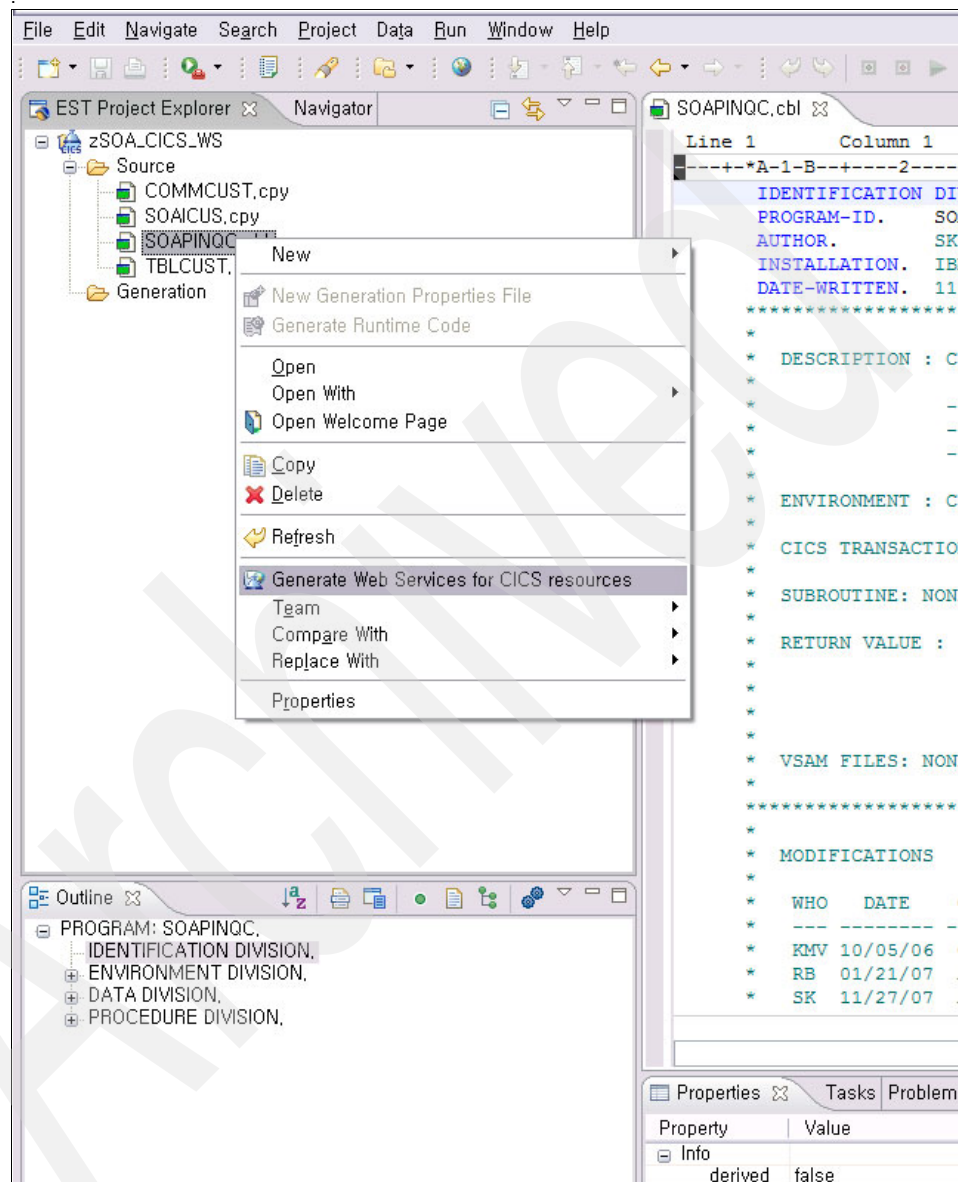 File Edit Navigate Search Project Data Run Window Help
EST Project Explorer Navigator
zSOA_CICS_WS
Source
COMMCUST.cpy
SOAICUS.cpy
SOAPINQC
TBLCUST.
Generation
New
New Generation Properties File
Generate Runtime Code
Open
Open With
Open Welcome Page
Copy
Delete
Refresh
Generate Web Services for CICS resources
Team
Compare With
Replace With
Properties
SOAPINQC.cbl
Line 1 Column 1
----+-*A-1-B--+----2----
IDENTIFICATION DI
PROGRAM-ID. SO
AUTHOR. SK
INSTALLATION. IB
DATE-WRITTEN. 11
*******************
*
* DESCRIPTION : C
*
* -
* -
* -
*
* ENVIRONMENT : C
*
* CICS TRANSACTIO
*
* SUBROUTINE: NON
*
* RETURN VALUE :
*
*
*
*
* VSAM FILES: NON
*
*******************
*
* MODIFICATIONS
*
* WHO DATE
* --- -------- -
* KMV 10/05/06
* RB 01/21/07
* SK 11/27/07
Outline
PROGRAM: SOAPINQC.
IDENTIFICATION DIVISION.
ENVIRONMENT DIVISION.
DATA DIVISION.
PROCEDURE DIVISION.
Properties Tasks Problem
Property Value
Info
derived false
Archived